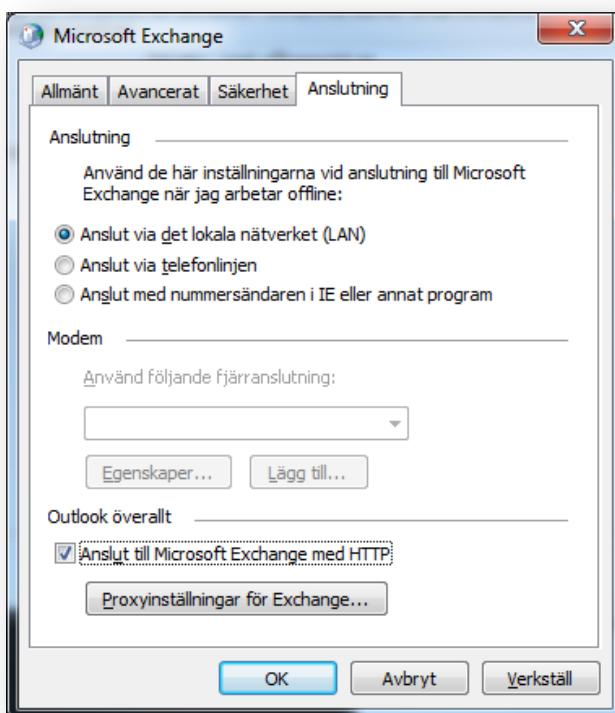 Microsoft Exchange
Allmänt Avancerat Säkerhet Anslutning
Anslutning
Använd de här inställningarna vid anslutning till Microsoft
Exchange när jag arbetar offline:
Anslut via det lokala nätverket (LAN)
Anslut via telefonlinjen
Anslut med nummersändaren i IE eller annat program
Modem
Använd följande fjärranslutning:
Egenskaper... Lägg till...
Outlook överallt
Anslut till Microsoft Exchange med HTTP
Proxyinställningar för Exchange...
OK Avbryt Verkställ